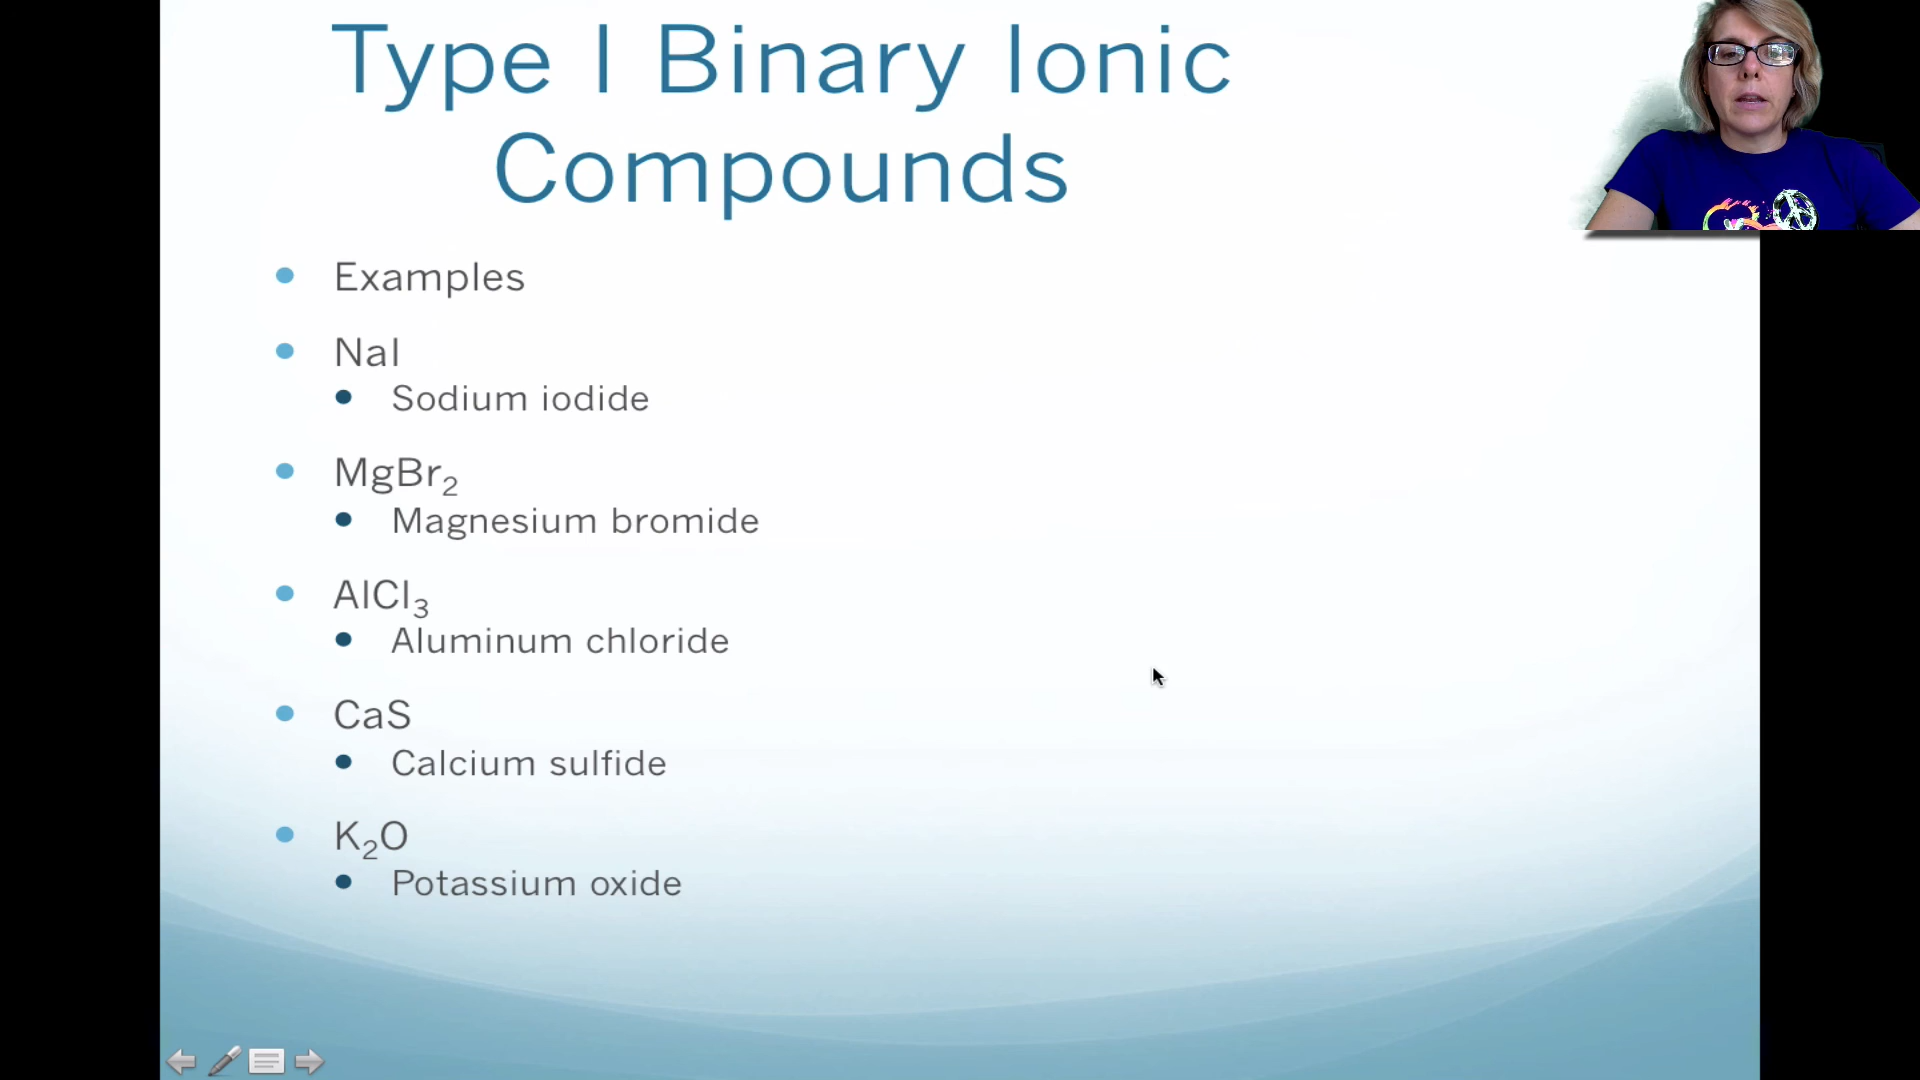 Type I Binary Ionic
Compounds
Examples
NaI
Sodium iodide
MgBr₂
Magnesium bromide
AlCl₃
Aluminum chloride
CaS
Calcium sulfide
K₂O
Potassium oxide